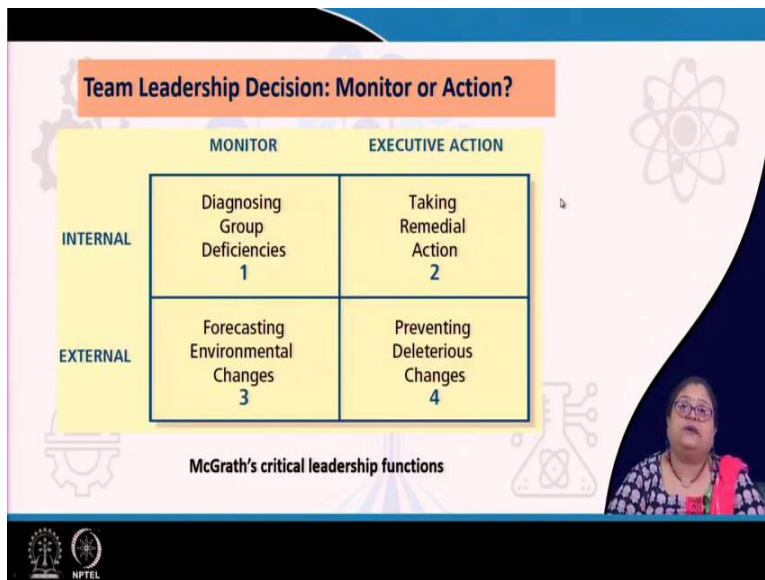 Team Leadership Decision: Monitor or Action?
MONITOR EXECUTIVE ACTION
INTERNAL
Diagnosing
Group
Deficiencies
1
Taking
Remedial
Action
2
EXTERNAL
Forecasting
Environmental
Changes
3
Preventing
Deleterious
Changes
4
McGrath's critical leadership functions
NPTEL